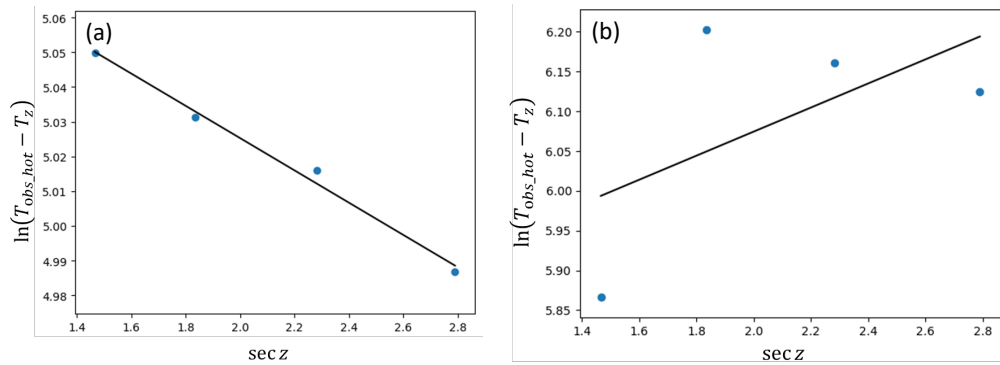 (a)
5.06
5.05
5.04
5.03
5.02
5.01
5.00
4.99
4.98
ln(T_obs_hot − T_z)
1.4 1.6 1.8 2.0 2.2 2.4 2.6 2.8
sec z
(b)
6.20
6.15
6.10
6.05
6.00
5.95
5.90
5.85
ln(T_obs_hot − T_z)
1.4 1.6 1.8 2.0 2.2 2.4 2.6 2.8
sec z